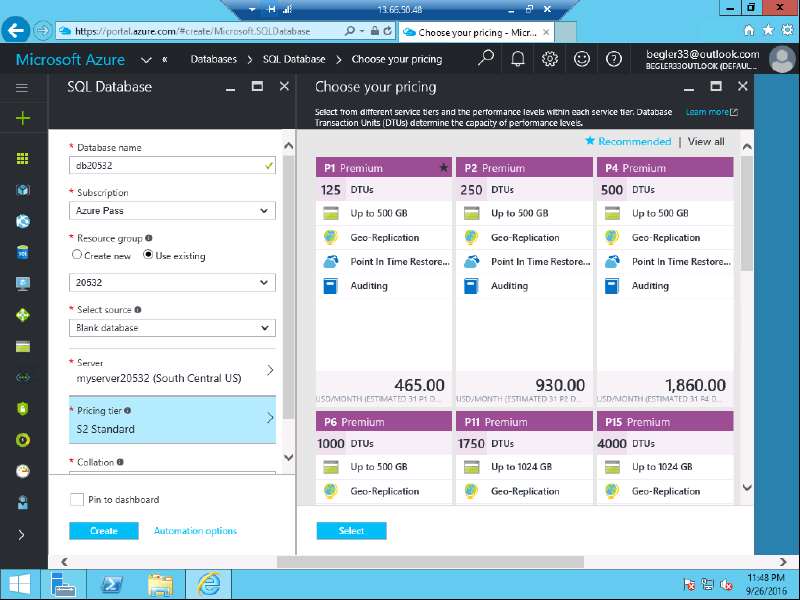 13.66.50.48
https://portal.azure.com/#create/Microsoft.SQLDatabase
Choose your pricing - Micr...
Microsoft Azure
Databases
SQL Database
Choose your pricing
begler33@outlook.com
BEGLER33OUTLOOK (DEFAUL...
SQL Database
* Database name
db20532
* Subscription
Azure Pass
* Resource group
Create new
Use existing
20532
* Select source
Blank database
* Server
myserver20532 (South Central US)
* Pricing tier
S2 Standard
* Collation
Pin to dashboard
Create
Automation options
Choose your pricing
Select from different service tiers and the performance levels within each service tier. Database
Transaction Units (DTUs) determine the capacity of performance levels.
Learn more
Recommended | View all
P1 Premium
125 DTUs
Up to 500 GB
Geo-Replication
Point In Time Restore...
Auditing
465.00
USD/MONTH (ESTIMATED 31 P1 D...
P2 Premium
250 DTUs
Up to 500 GB
Geo-Replication
Point In Time Restore...
Auditing
930.00
USD/MONTH (ESTIMATED 31 P2 D...
P4 Premium
500 DTUs
Up to 500 GB
Geo-Replication
Point In Time Restore...
Auditing
1,860.00
USD/MONTH (ESTIMATED 31 P4 D...
P6 Premium
1000 DTUs
Up to 500 GB
Geo-Replication
P11 Premium
1750 DTUs
Up to 1024 GB
Geo-Replication
P15 Premium
4000 DTUs
Up to 1024 GB
Geo-Replication
Select
11:48 PM
9/26/2016